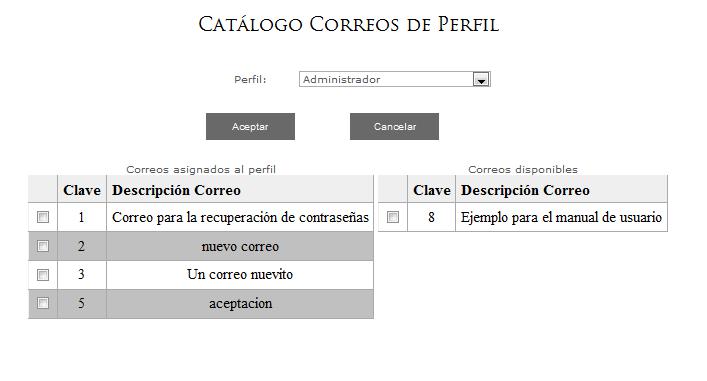 Catálogo Correos de Perfil
Perfil: Administrador
Aceptar Cancelar
Correos asignados al perfil Correos disponibles
Clave Descripción Correo Clave Descripción Correo
1 Correo para la recuperación de contraseñas 8 Ejemplo para el manual de usuario
2 nuevo correo
3 Un correo nuevito
5 aceptacion